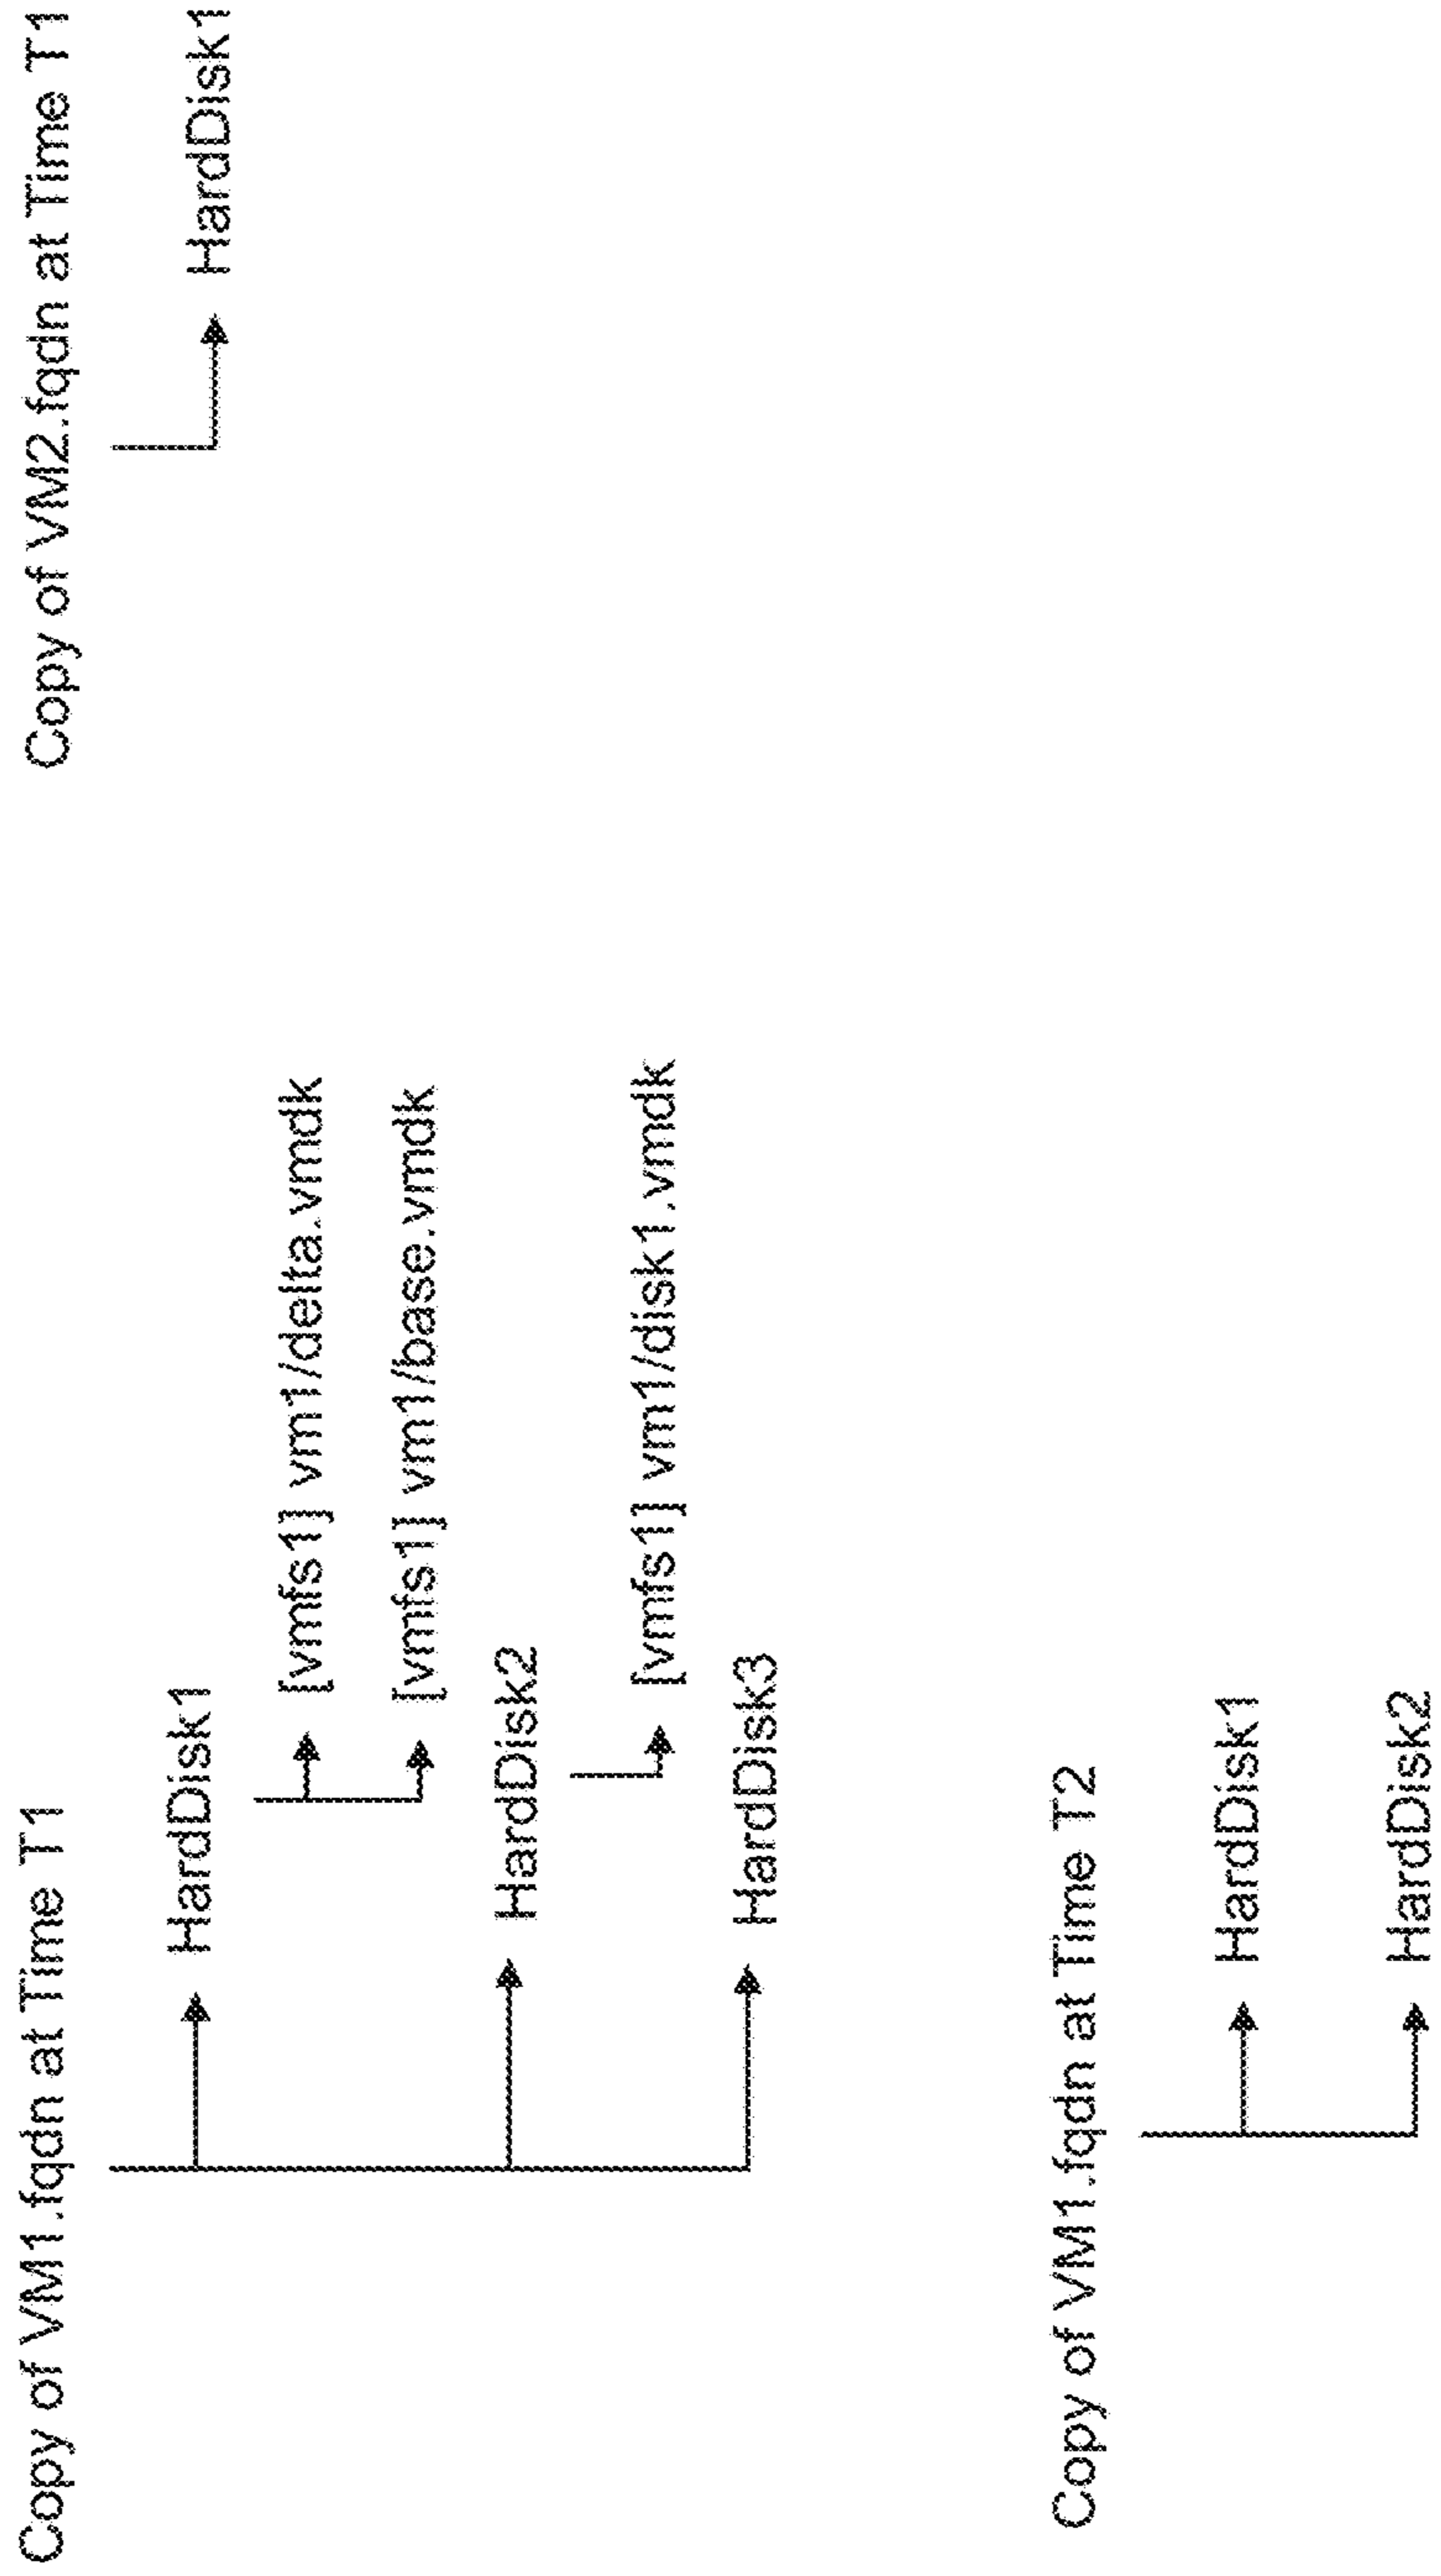 Copy of VM1.fqdn at Time T1
HardDisk1
[vmfs1] vm1/delta.vmdk
[vmfs1] vm1/base.vmdk
HardDisk2
[vmfs1] vm1/disk1.vmdk
HardDisk3
Copy of VM2.fqdn at Time T1
HardDisk1
Copy of VM1.fqdn at Time T2
HardDisk1
HardDisk2